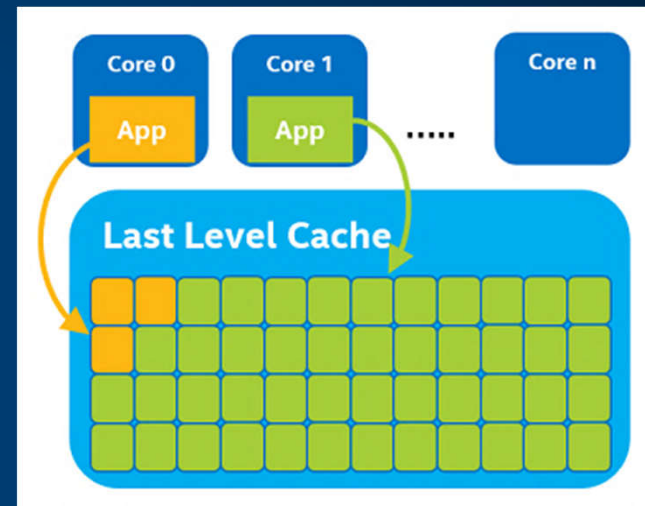 Core 0
Core 1
Core n
App
App
.....
Last Level Cache